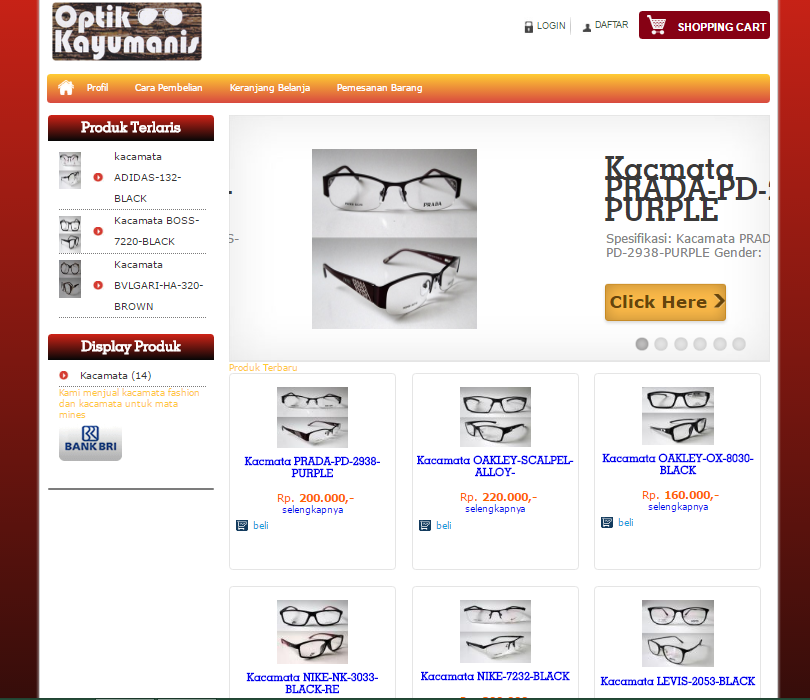 Optik
Kayumanis
LOGIN
DAFTAR
SHOPPING CART
Profil
Cara Pembelian
Keranjang Belanja
Pemesanan Barang
Produk Terlaris
kacamata
ADIDAS-132-
BLACK
Kacamata BOSS-
7220-BLACK
Kacamata
BVLGARI-HA-320-
BROWN
Display Produk
Kacamata (14)
Kami menjual kacamata fashion
dan kacamata untuk mata
mines
BANK BRI
S-
PRADA
Kacmata
PRADA-PD-2
PURPLE
Spesifikasi: Kacamata PRAD
PD-2938-PURPLE Gender:
Click Here
Produk Terbaru
Kacmata PRADA-PD-2938-
PURPLE
Rp. 200.000,-
selengkapnya
beli
Kacamata OAKLEY-SCALPEL-
ALLOY-
Rp. 220.000,-
selengkapnya
beli
Kacamata OAKLEY-OX-8030-
BLACK
Rp. 160.000,-
selengkapnya
beli
Kacamata NIKE-NK-3033-
BLACK-RE
Kacamata NIKE-7232-BLACK
Kacamata LEVIS-2053-BLACK